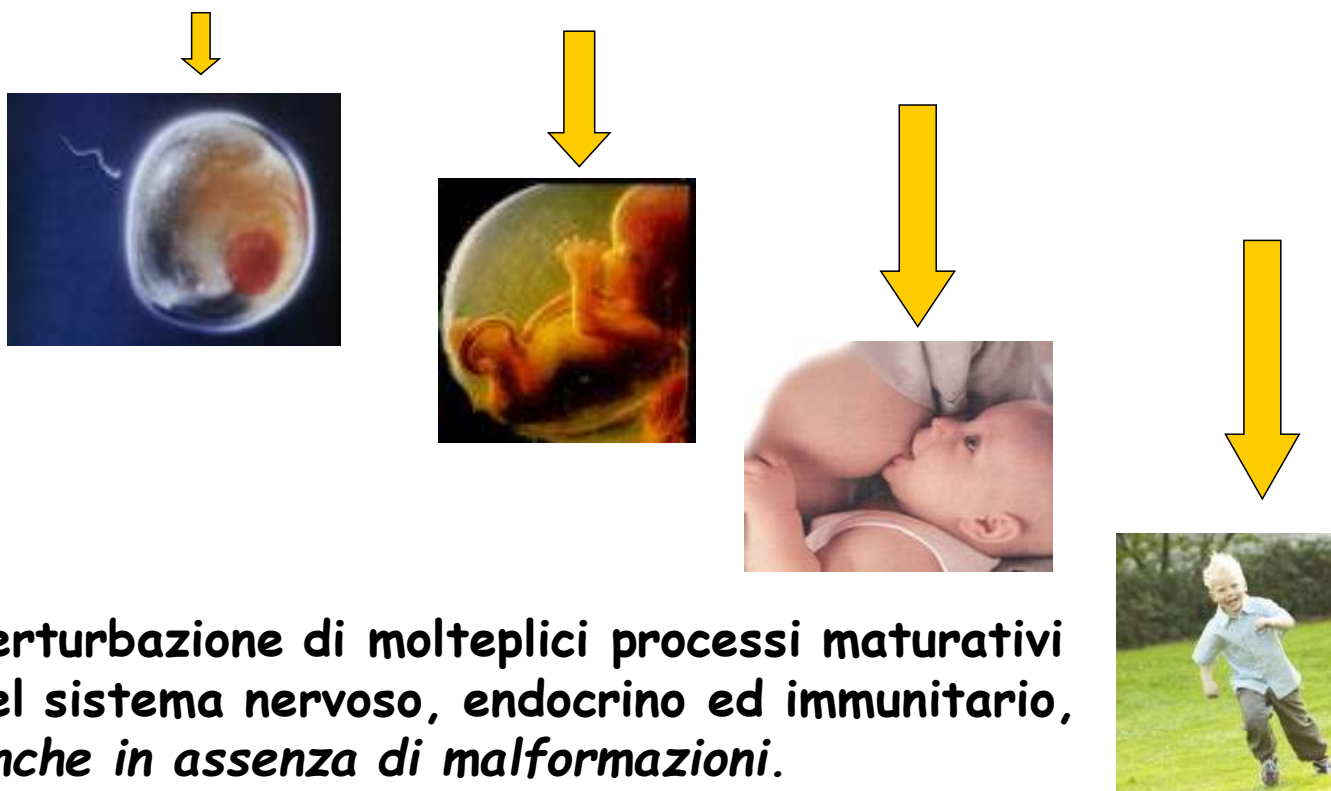 erturbazione di molteplici processi maturativi
el sistema nervoso, endocrino ed immunitario,
nche in assenza di malformazioni.